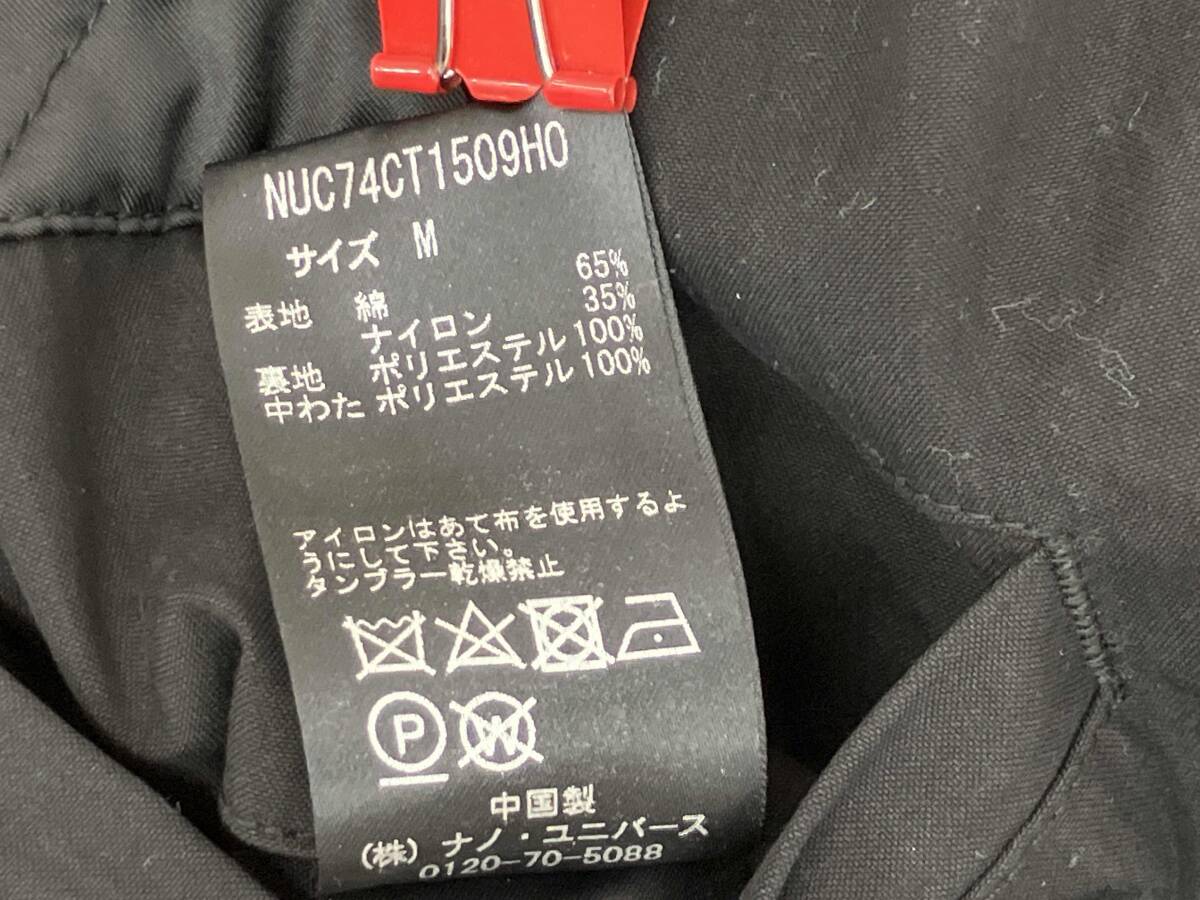 NUC74CT1509HO
サイズ M
表地 綿 65%
ナイロン 35%
裏地 ポリエステル 100%
中わた ポリエステル 100%
アイロンはあて布を使用するよ
うにして下さい。
タンブラー乾燥禁止
P W
中国製
(株) ナノ・ユニバース
0120-70-5088